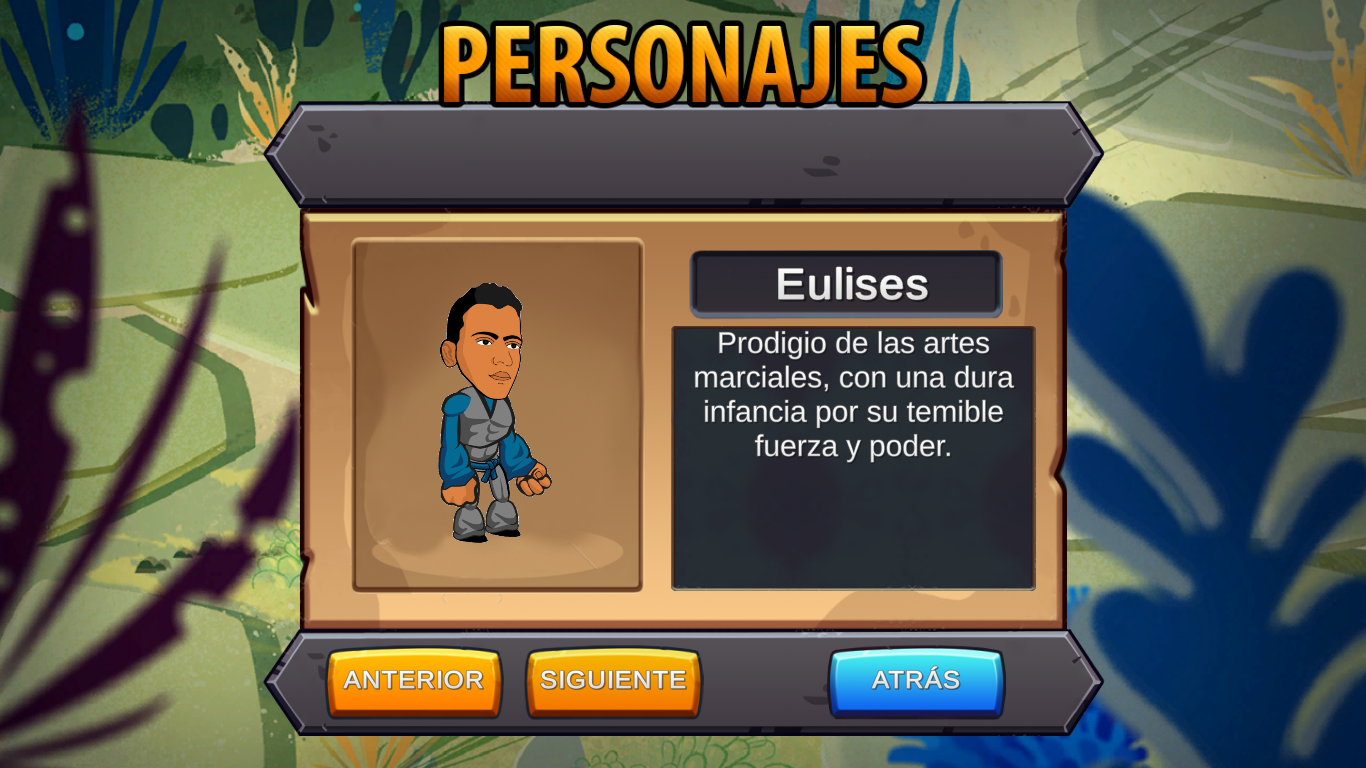 PERSONAJES
Eulises
Prodigio de las artes
marciales, con una dura
infancia por su temible
fuerza y poder.
ANTERIOR
SIGUIENTE
ATRÁS